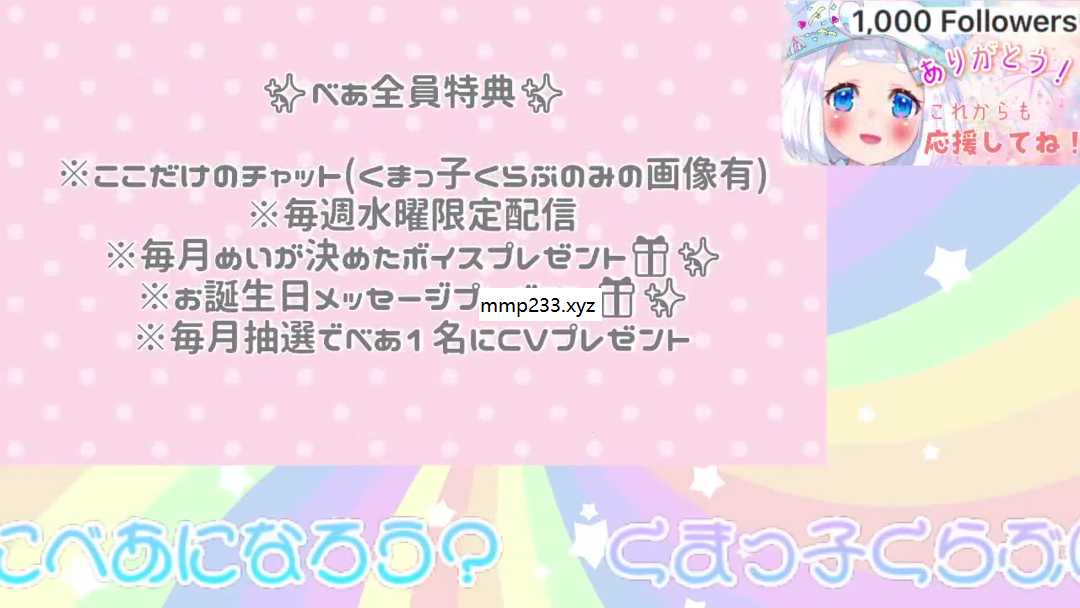 1,000 Followers
ありがとう！
これからも
応援してね！
✨べあ全員特典✨
※ここだけのチャット(くまっ子くらぶのみの画像有)
※毎週水曜限定配信
※毎月めいが決めたボイスプレゼント🎁✨
※お誕生日メッセージプ
mmp233.xyz
※毎月抽選でべあ１名にCVプレゼント
こべあになろう？
くまっ子くらぶ